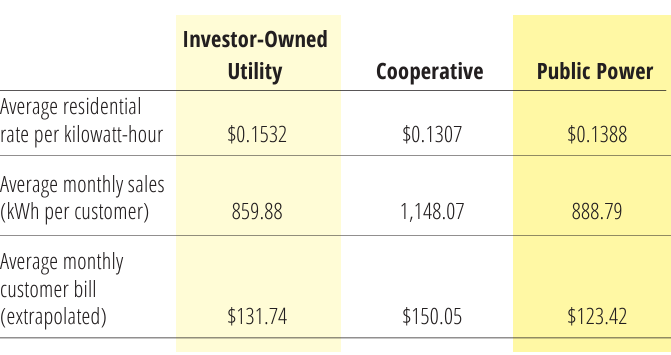 Investor-Owned
Utility Cooperative Public Power
Average residential
rate per kilowatt-hour $0.1532 $0.1307 $0.1388
Average monthly sales
(kWh per customer) 859.88 1,148.07 888.79
Average monthly
customer bill
(extrapolated) $131.74 $150.05 $123.42